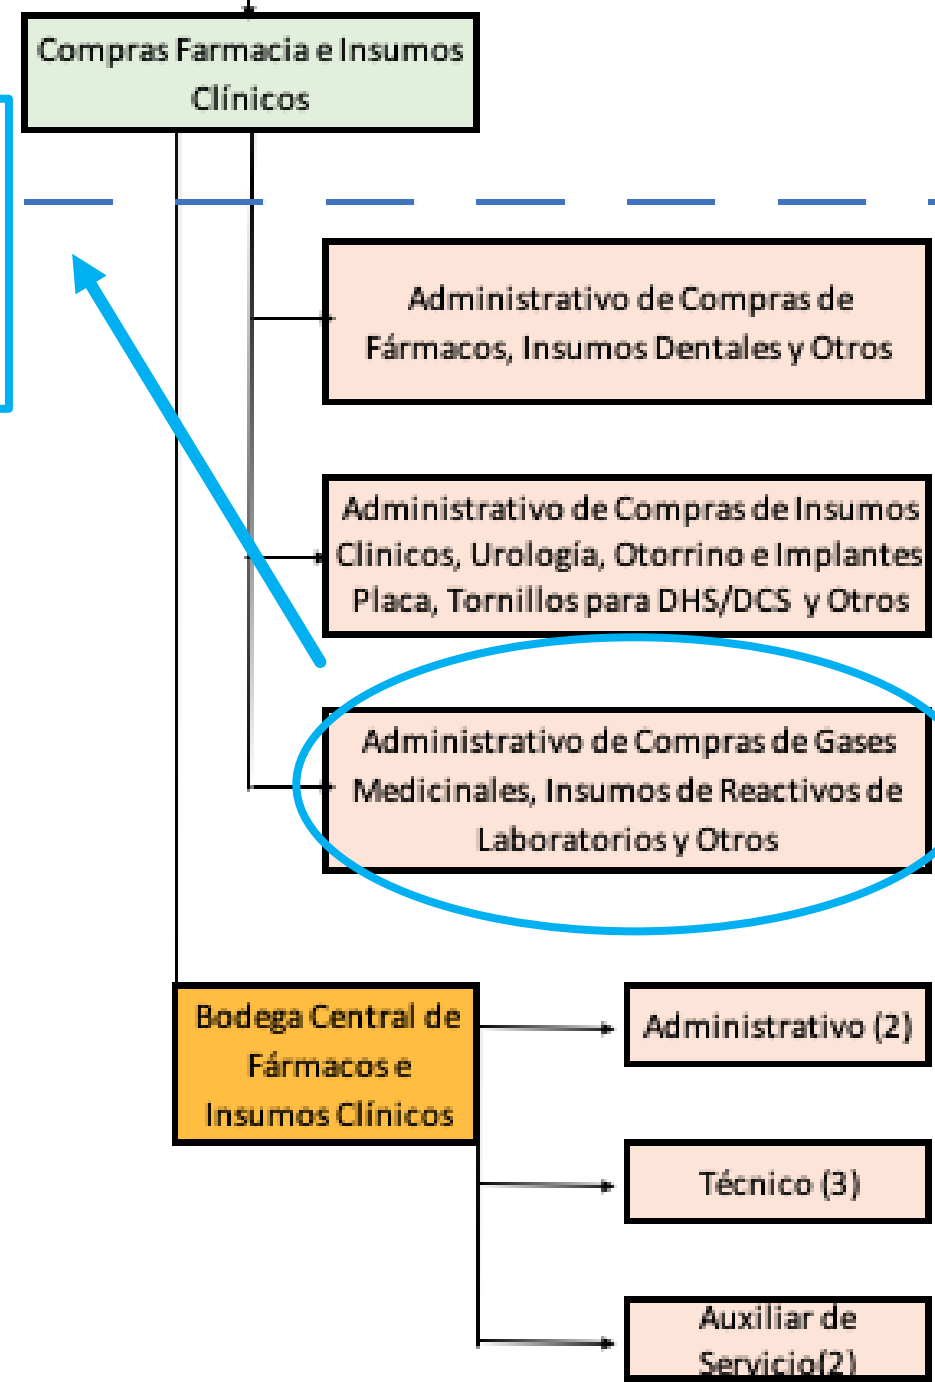 Compras Farmacia e Insumos
Clínicos
Administrativo de Compras de
Fármacos, Insumos Dentales y Otros
Administrativo de Compras de Insumos
Clinicos, Urología, Otorrino e Implantes
Placa, Tornillos para DHS/DCS y Otros
Administrativo de Compras de Gases
Medicinales, Insumos de Reactivos de
Laboratorios y Otros
Bodega Central de
Fármacos e
Insumos Clínicos
Administrativo (2)
Técnico (3)
Auxiliar de
Servicio(2)